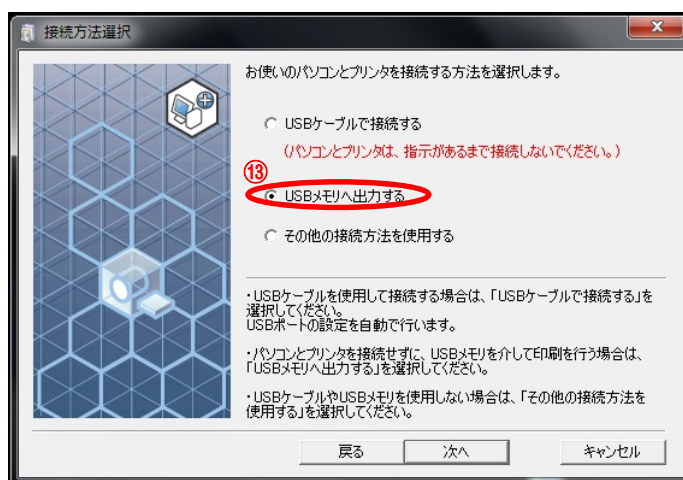 接続方法選択
お使いのパソコンとプリンタを接続する方法を選択します。
USBケーブルで接続する
(パソコンとプリンタは、指示があるまで接続しないでください。)
⑬
USBメモリへ出力する
その他の接続方法を使用する
・USBケーブルを使用して接続する場合は、「USBケーブルで接続する」を
選択してください。
USBポートの設定を自動で行います。
・パソコンとプリンタを接続せずに、USBメモリを介して印刷を行う場合は、
「USBメモリへ出力する」を選択してください。
・USBケーブルやUSBメモリを使用しない場合は、「その他の接続方法を
使用する」を選択してください。
戻る 次へ キャンセル